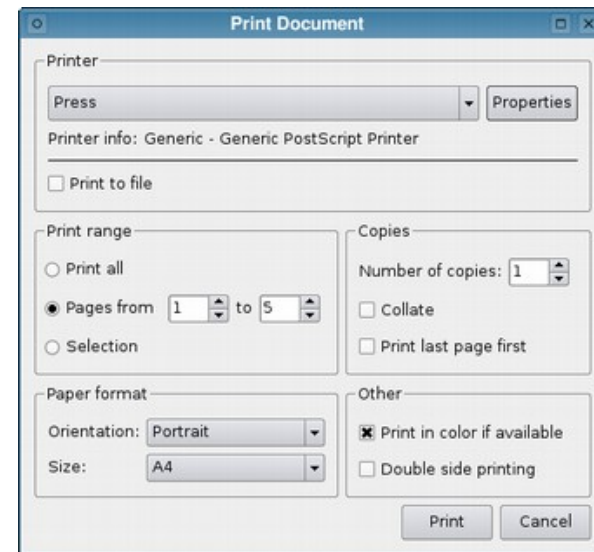 Print Document
Printer
Press
Properties
Printer info: Generic - Generic PostScript Printer
Print to file
Print range
Print all
Pages from 1 to 5
Selection
Copies
Number of copies: 1
Collate
Print last page first
Paper format
Orientation: Portrait
Size: A4
Other
Print in color if available
Double side printing
Print
Cancel